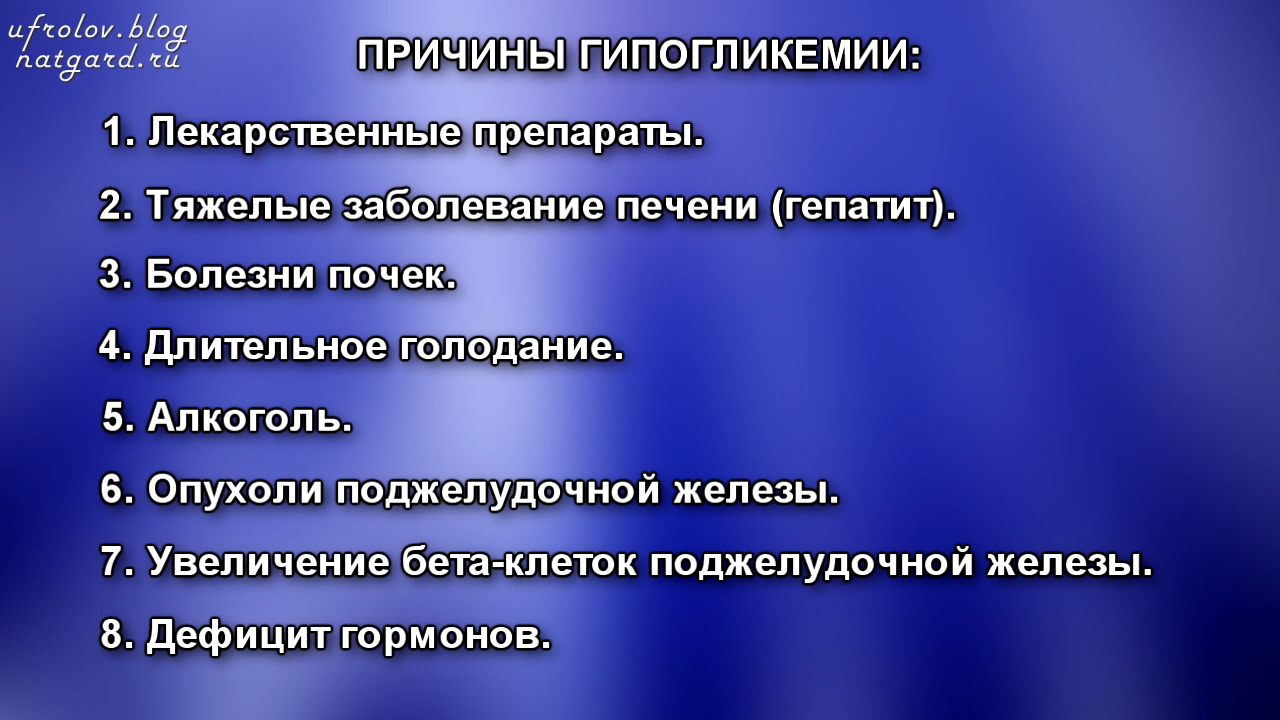 ufrolov.blog
natgard.ru
ПРИЧИНЫ ГИПОГЛИКЕМИИ:
1. Лекарственные препараты.
2. Тяжелые заболевание печени (гепатит).
3. Болезни почек.
4. Длительное голодание.
5. Алкоголь.
6. Опухоли поджелудочной железы.
7. Увеличение бета-клеток поджелудочной железы.
8. Дефицит гормонов.